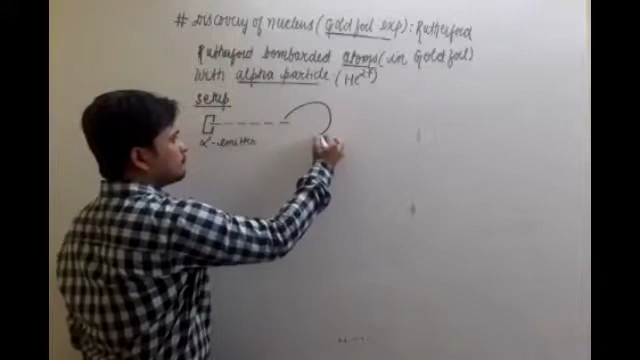 # Discovery of nucleus (Gold foil exp): Rutherford
Rutherford bombarded atoms (in Gold foil)
With alpha particle (He²⁺)
setup
α-emitter